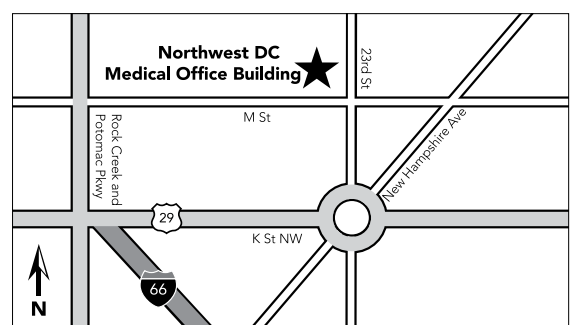 Northwest DC
Medical Office Building
23rd St
M St
Rock Creek and
Potomac Pkwy
New Hampshire Ave
29
K St NW
66
N